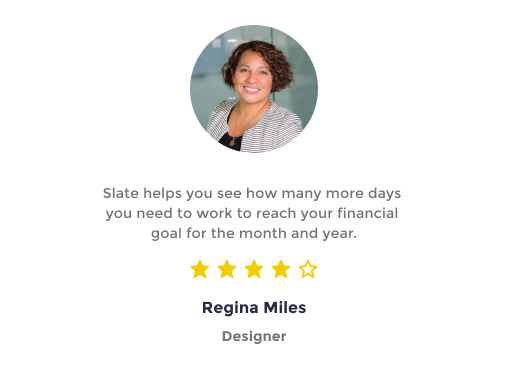 Slate helps you see how many more days
you need to work to reach your financial
goal for the month and year.
Regina Miles
Designer